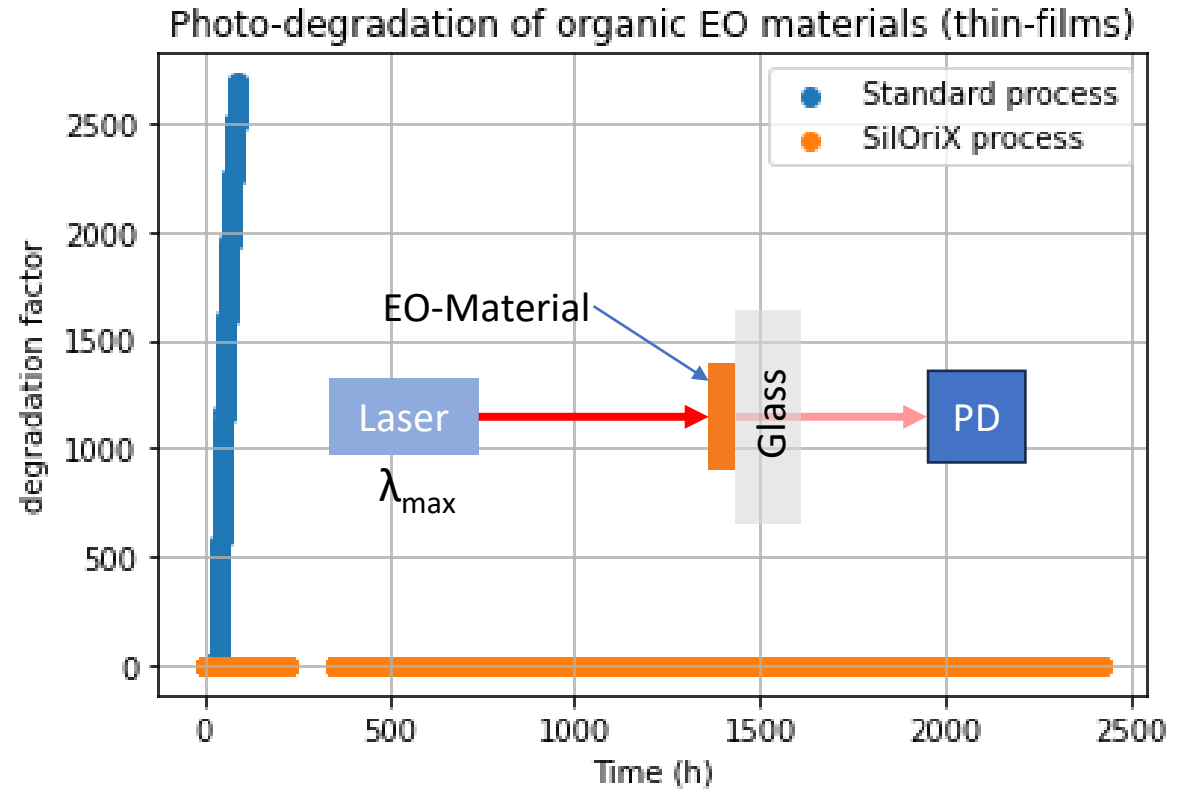 Photo-degradation of organic EO materials (thin-films)
Standard process
SilOriX process
2500
2000
1500
1000
500
0
degradation factor
EO-Material
Laser
λmax
Glass
PD
0
500
1000
1500
2000
2500
Time (h)